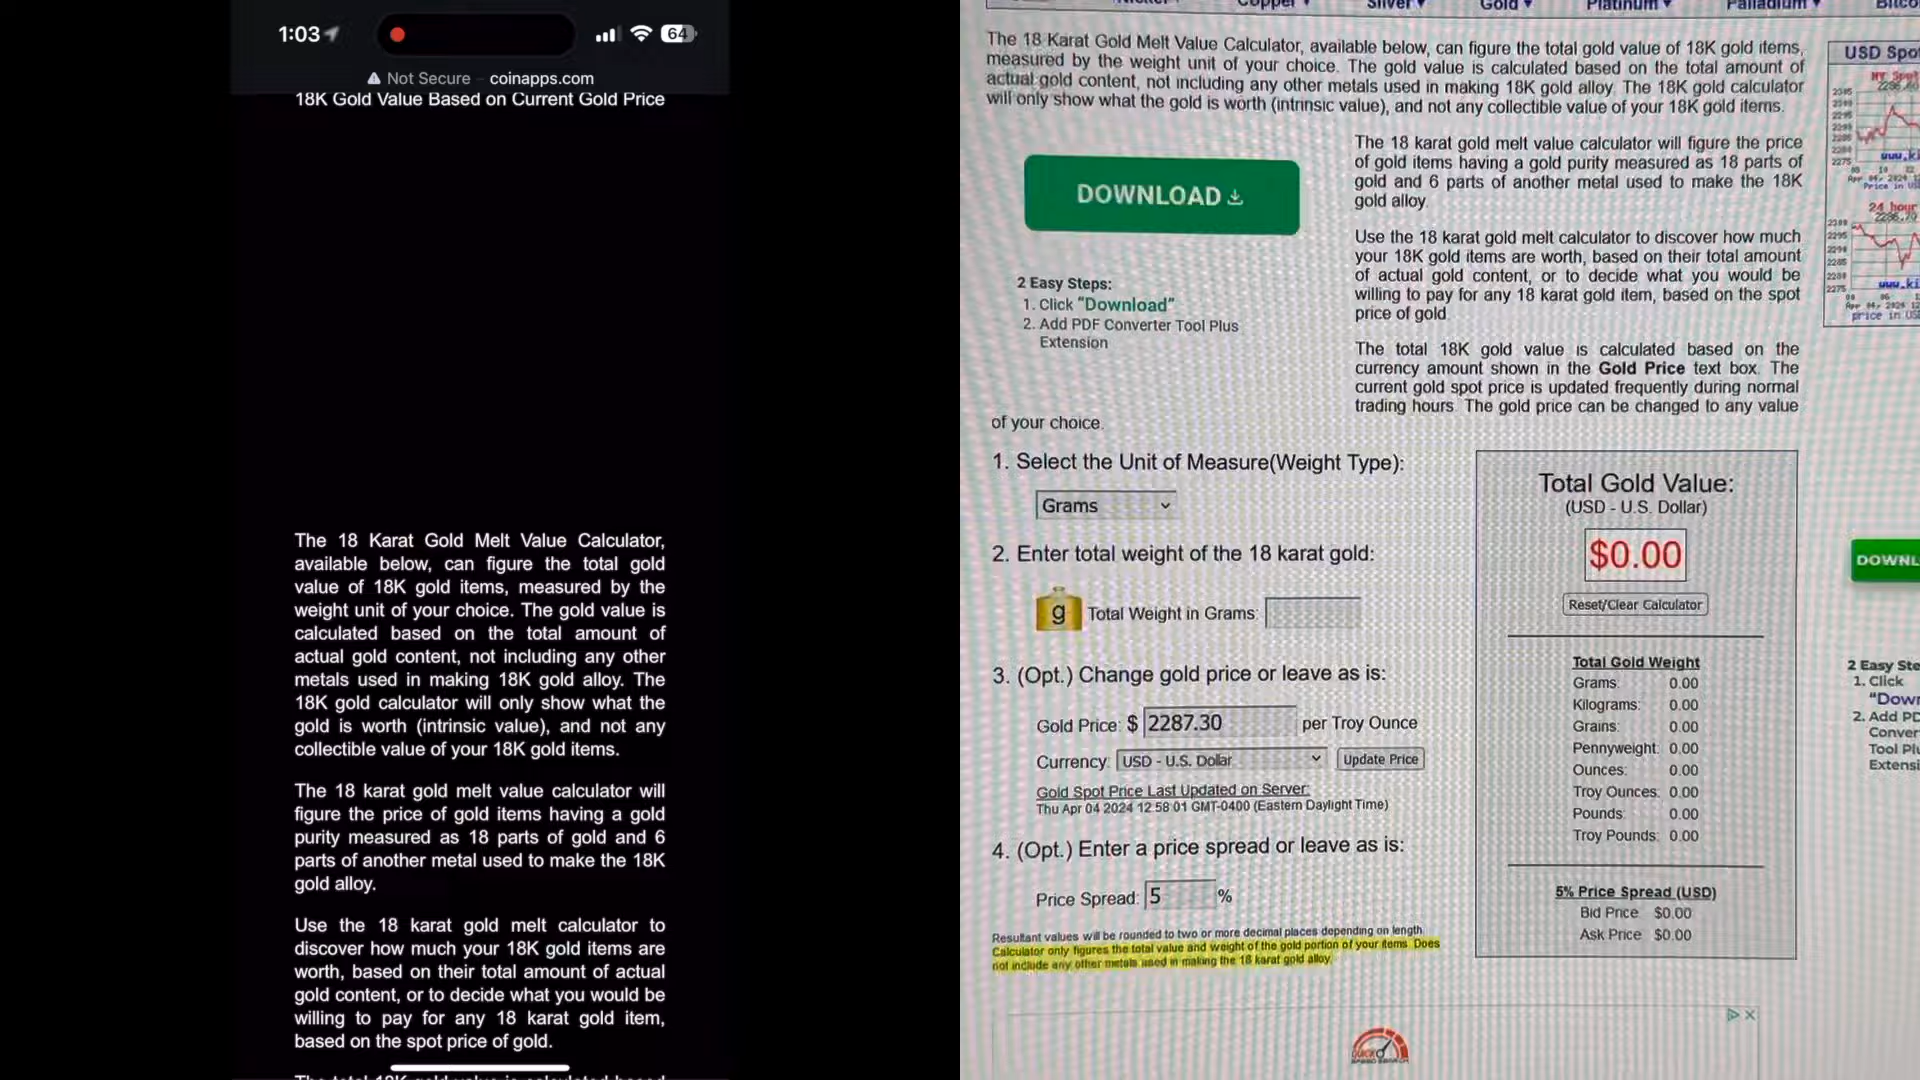 1:03
64
Not Secure – coinapps.com
18K Gold Value Based on Current Gold Price
The 18 Karat Gold Melt Value Calculator,
available below, can figure the total gold
value of 18K gold items, measured by the
weight unit of your choice. The gold value is
calculated based on the total amount of
actual gold content, not including any other
metals used in making 18K gold alloy. The
18K gold calculator will only show what the
gold is worth (intrinsic value), and not any
collectible value of your 18K gold items.
The 18 karat gold melt value calculator will
figure the price of gold items having a gold
purity measured as 18 parts of gold and 6
parts of another metal used to make the 18K
gold alloy.
Use the 18 karat gold melt calculator to
discover how much your 18K gold items are
worth, based on their total amount of actual
gold content, or to decide what you would be
willing to pay for any 18 karat gold item,
based on the spot price of gold.
Copper Silver Gold Platinum Palladium
The 18 Karat Gold Melt Value Calculator, available below, can figure the total gold value of 18K gold items,
measured by the weight unit of your choice. The gold value is calculated based on the total amount of
actual gold content, not including any other metals used in making 18K gold alloy. The 18K gold calculator
will only show what the gold is worth (intrinsic value), and not any collectible value of your 18K gold items.
DOWNLOAD
2 Easy Steps:
1. Click "Download"
2. Add PDF Converter Tool Plus
Extension
The 18 karat gold melt value calculator will figure the price
of gold items having a gold purity measured as 18 parts of
gold and 6 parts of another metal used to make the 18K
gold alloy.
Use the 18 karat gold melt calculator to discover how much
your 18K gold items are worth, based on their total amount
of actual gold content, or to decide what you would be
willing to pay for any 18 karat gold item, based on the spot
price of gold.
The total 18K gold value is calculated based on the
currency amount shown in the Gold Price text box. The
current gold spot price is updated frequently during normal
trading hours. The gold price can be changed to any value
of your choice.
1. Select the Unit of Measure(Weight Type):
Grams
2. Enter total weight of the 18 karat gold:
g Total Weight in Grams:
3. (Opt.) Change gold price or leave as is:
Gold Price: $ 2287.30 per Troy Ounce
Currency: USD - U.S. Dollar Update Price
Gold Spot Price Last Updated on Server:
Thu Apr 04 2024 12:58:01 GMT-0400 (Eastern Daylight Time)
4. (Opt.) Enter a price spread or leave as is:
Price Spread: 5 %
Resultant values will be rounded to two or more decimal places depending on length.
Calculator only figures the total value and weight of the gold portion of your items. Does
not include any other metals used in making the 18 karat gold alloy.
Total Gold Value:
(USD - U.S. Dollar)
$0.00
Reset/Clear Calculator
Total Gold Weight
Grams: 0.00
Kilograms: 0.00
Grains: 0.00
Pennyweight: 0.00
Ounces: 0.00
Troy Ounces: 0.00
Pounds: 0.00
Troy Pounds: 0.00
5% Price Spread (USD)
Bid Price $0.00
Ask Price $0.00
USD Spo
NY Spot
24 hour
DOWNL
2 Easy Ste
1. Click
"Down
2. Add PD
Conver
Tool Plu
Extensi